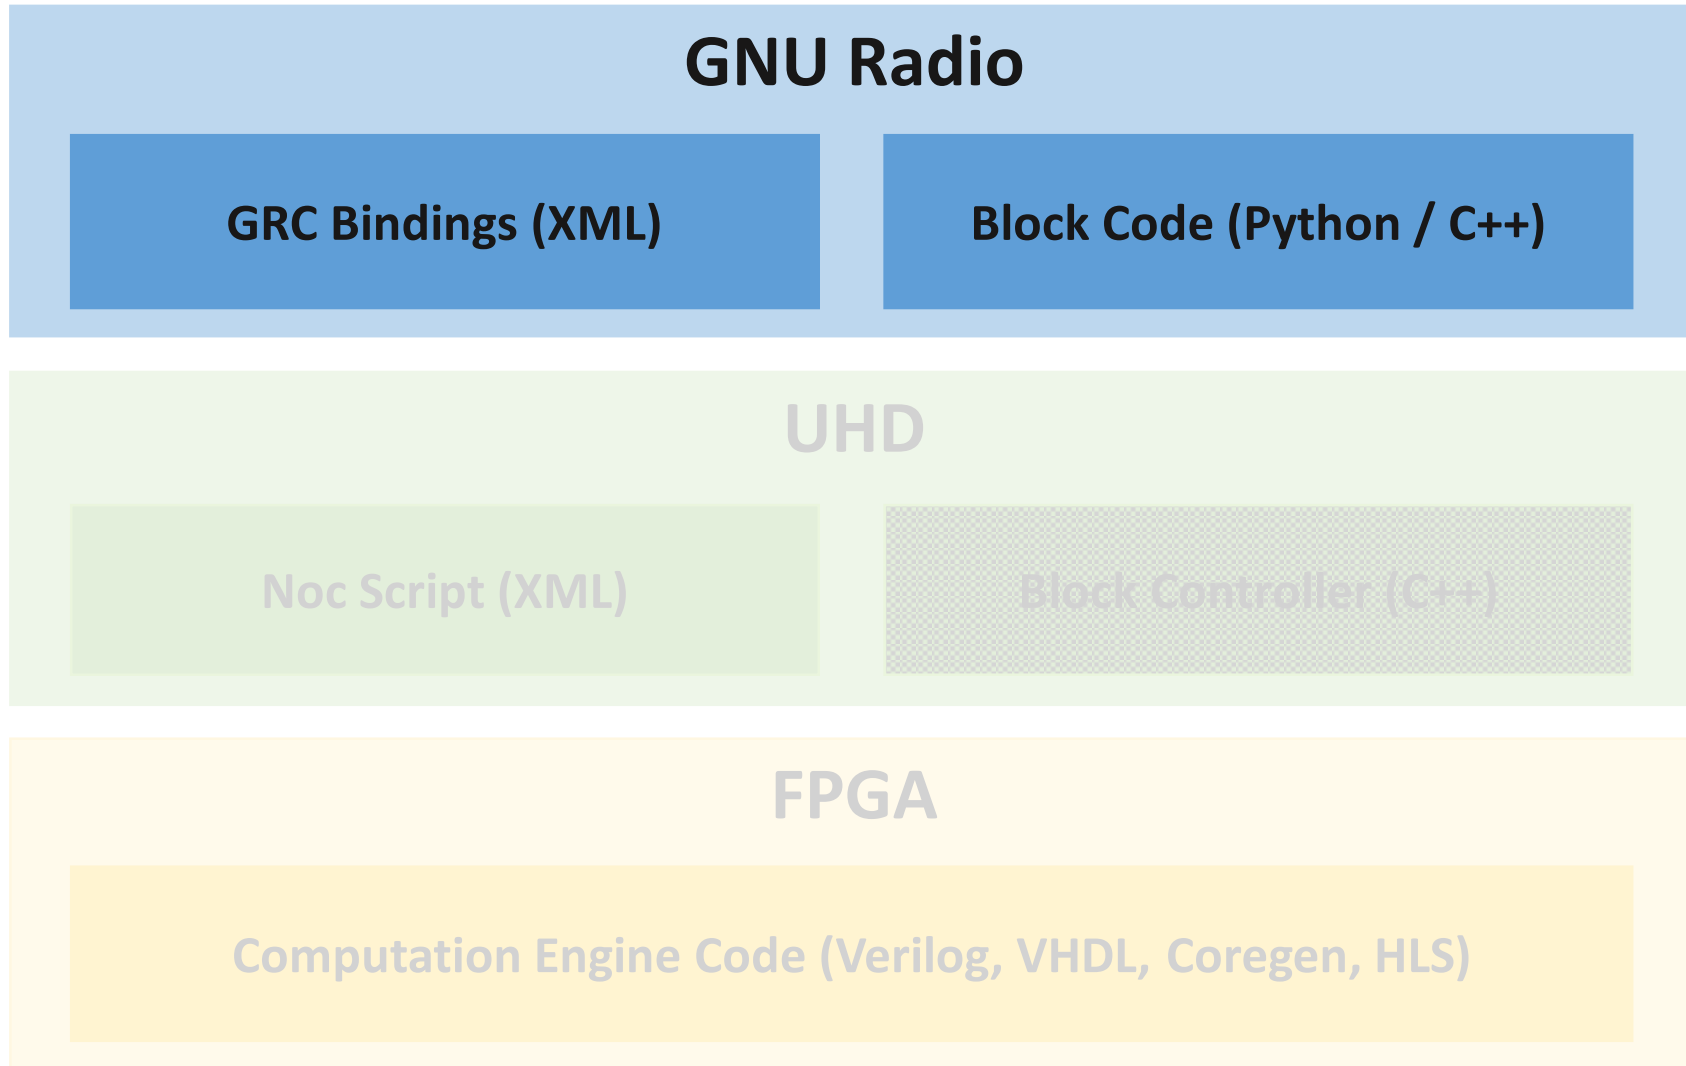 GNU Radio
GRC Bindings (XML)
Block Code (Python / C++)
UHD
Noc Script (XML)
Block Controller (C++)
FPGA
Computation Engine Code (Verilog, VHDL, Coregen, HLS)